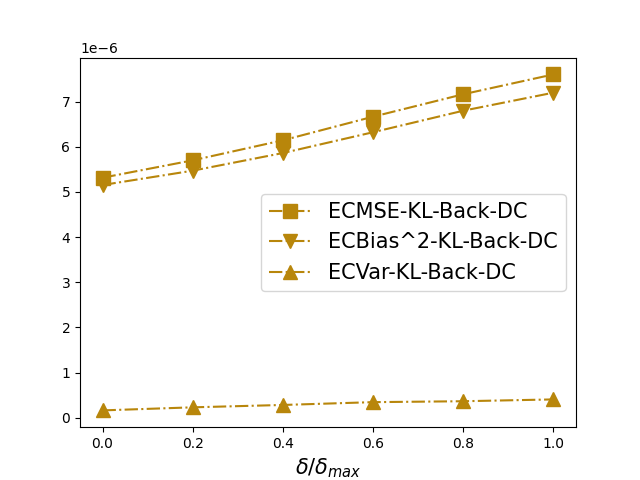 1e−6
7
6
5
4
3
2
1
0
ECMSE-KL-Back-DC
ECBias^2-KL-Back-DC
ECVar-KL-Back-DC
0.0 0.2 0.4 0.6 0.8 1.0
δ/δ_max